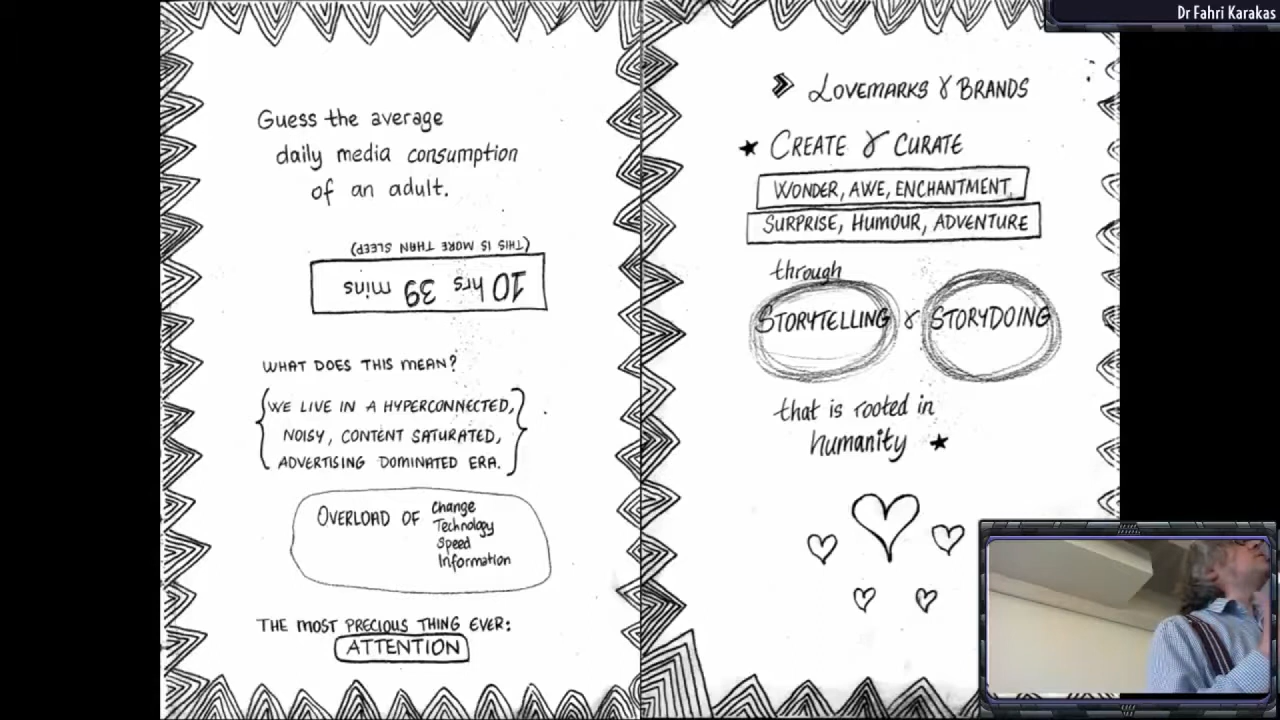 Dr Fahri Karakas
Guess the average
daily media consumption
of an adult.
(THIS IS MORE THAN SLEEP)
10 hrs 39 mins
WHAT DOES THIS MEAN?
WE LIVE IN A HYPERCONNECTED,
NOISY, CONTENT SATURATED,
ADVERTISING DOMINATED ERA.
OVERLOAD OF Change
Technology
Speed
Information
THE MOST PRECIOUS THING EVER:
ATTENTION
LOVEMARKS & BRANDS
CREATE & CURATE
WONDER, AWE, ENCHANTMENT,
SURPRISE, HUMOUR, ADVENTURE
through
STORYTELLING & STORYDOING
that is rooted in
humanity